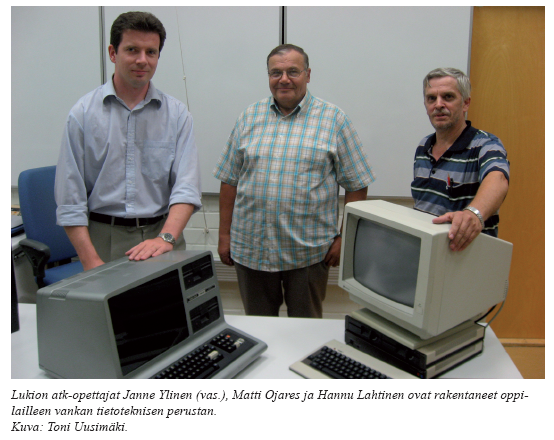 Lukion atk-opettajat Janne Ylinen (vas.), Matti Ojares ja Hannu Lahtinen ovat rakentaneet oppi-
lailleen vankan tietoteknisen perustan.
Kuva: Toni Uusimäki.